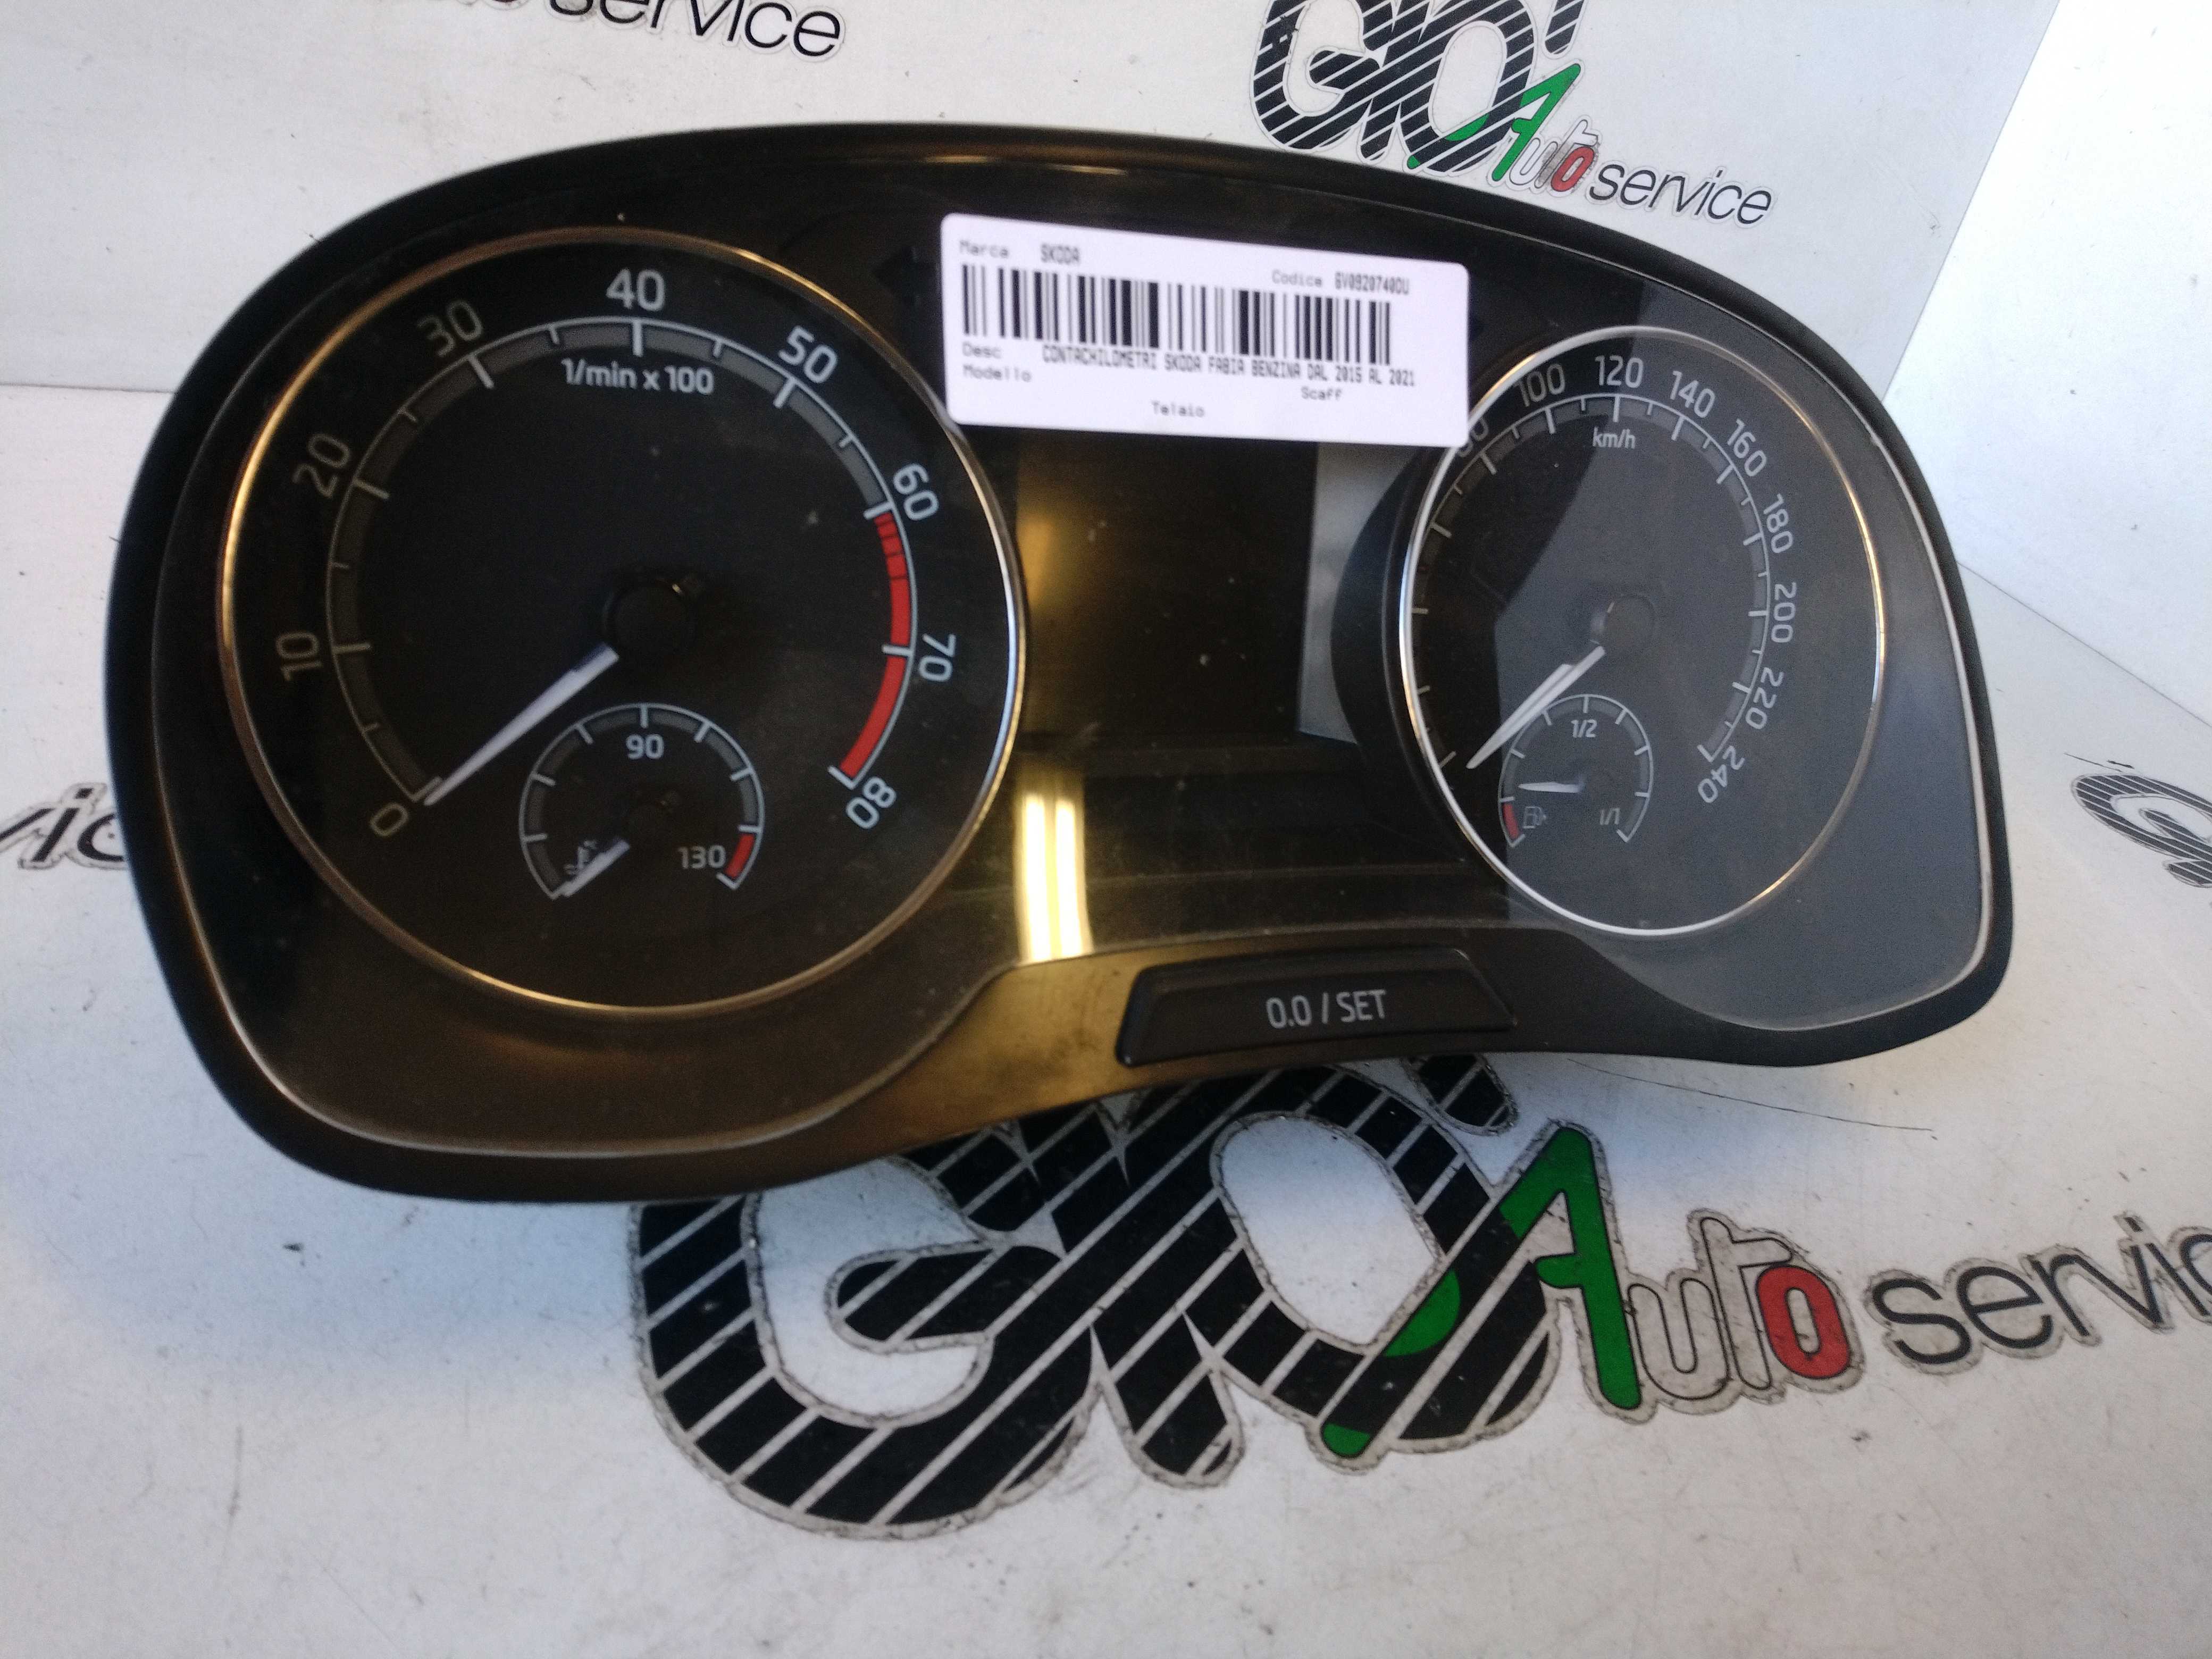 service
GIO'
Auto service
Marca SKODA
Codice 6V0920740DU
Desc CONTACHILOMETRI SKODA FABIA BENZINA DAL 2015 AL 2021
Modello
Scaff
Telaio
0
10
20
30
40
50
60
70
80
1/min x 100
90
130
100
120
140
160
180
200
220
240
km/h
1/2
1/1
0.0 / SET
GIO'
Auto servic